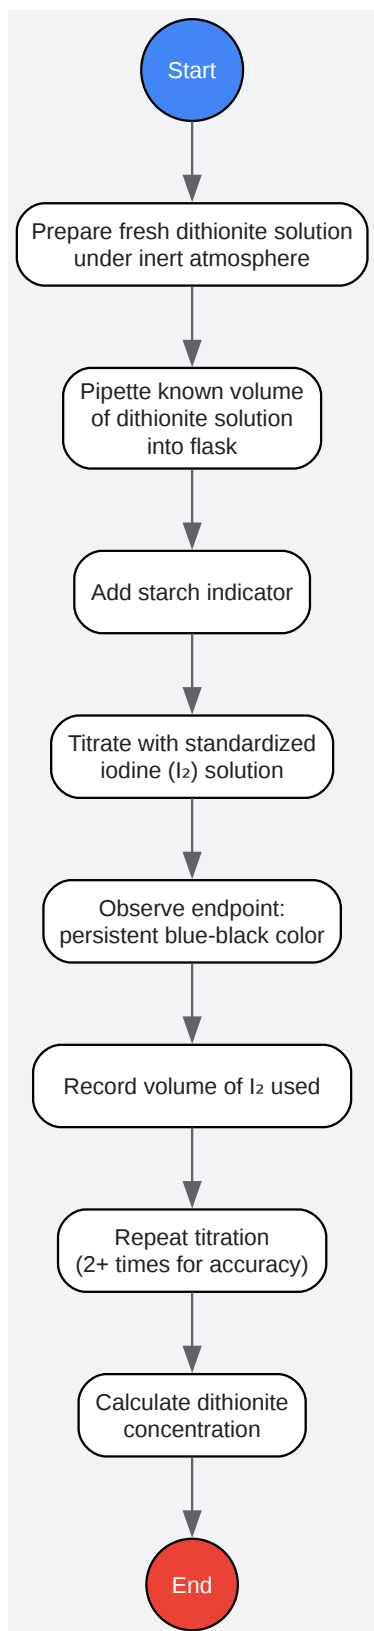 Start
Prepare fresh dithionite solution
under inert atmosphere
Pipette known volume
of dithionite solution
into flask
Add starch indicator
Titrate with standardized
iodine (I₂) solution
Observe endpoint:
persistent blue-black color
Record volume of I₂ used
Repeat titration
(2+ times for accuracy)
Calculate dithionite
concentration
End